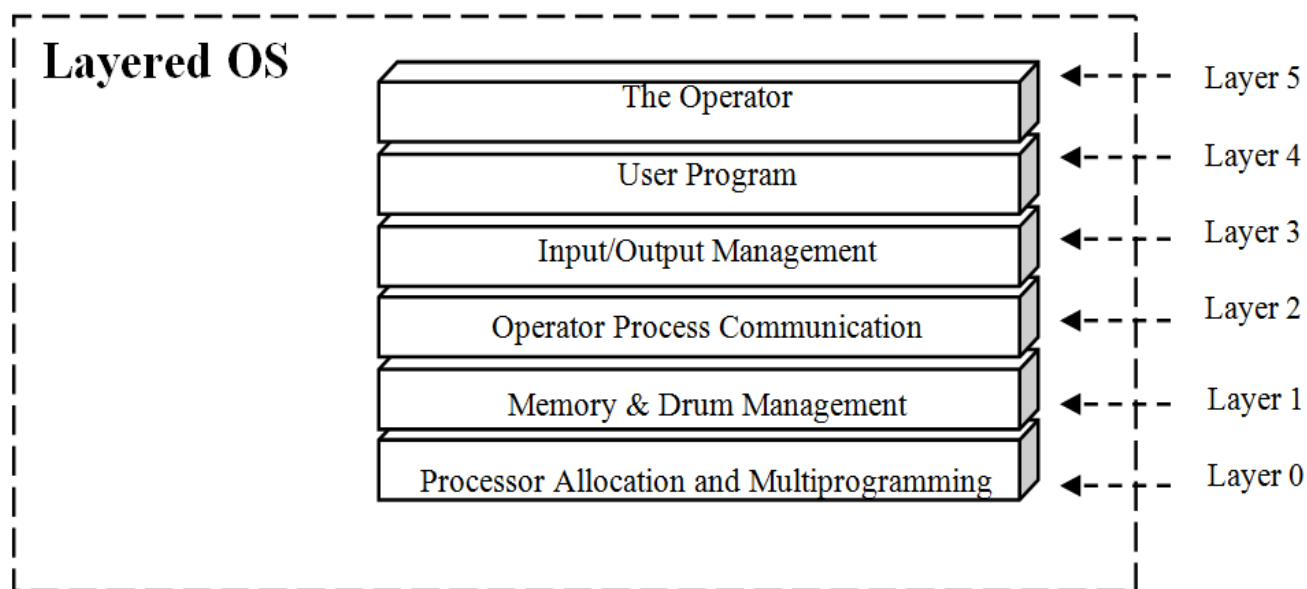 Layered OS
The Operator
Layer 5
User Program
Layer 4
Input/Output Management
Layer 3
Operator Process Communication
Layer 2
Memory & Drum Management
Layer 1
Processor Allocation and Multiprogramming
Layer 0